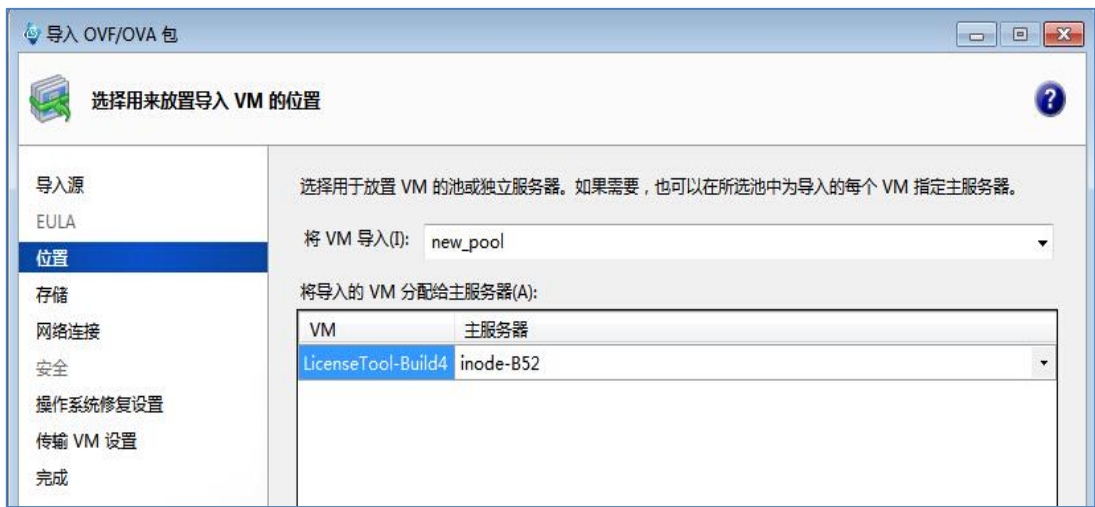 导入 OVF/OVA 包
选择用来放置导入 VM 的位置
导入源
EULA
位置
存储
网络连接
安全
操作系统修复设置
传输 VM 设置
完成
选择用于放置 VM 的池或独立服务器。如果需要，也可以在所选池中为导入的每个 VM 指定主服务器。
将 VM 导入(I): new_pool
将导入的 VM 分配给主服务器(A):
VM 主服务器
LicenseTool-Build4 inode-B52